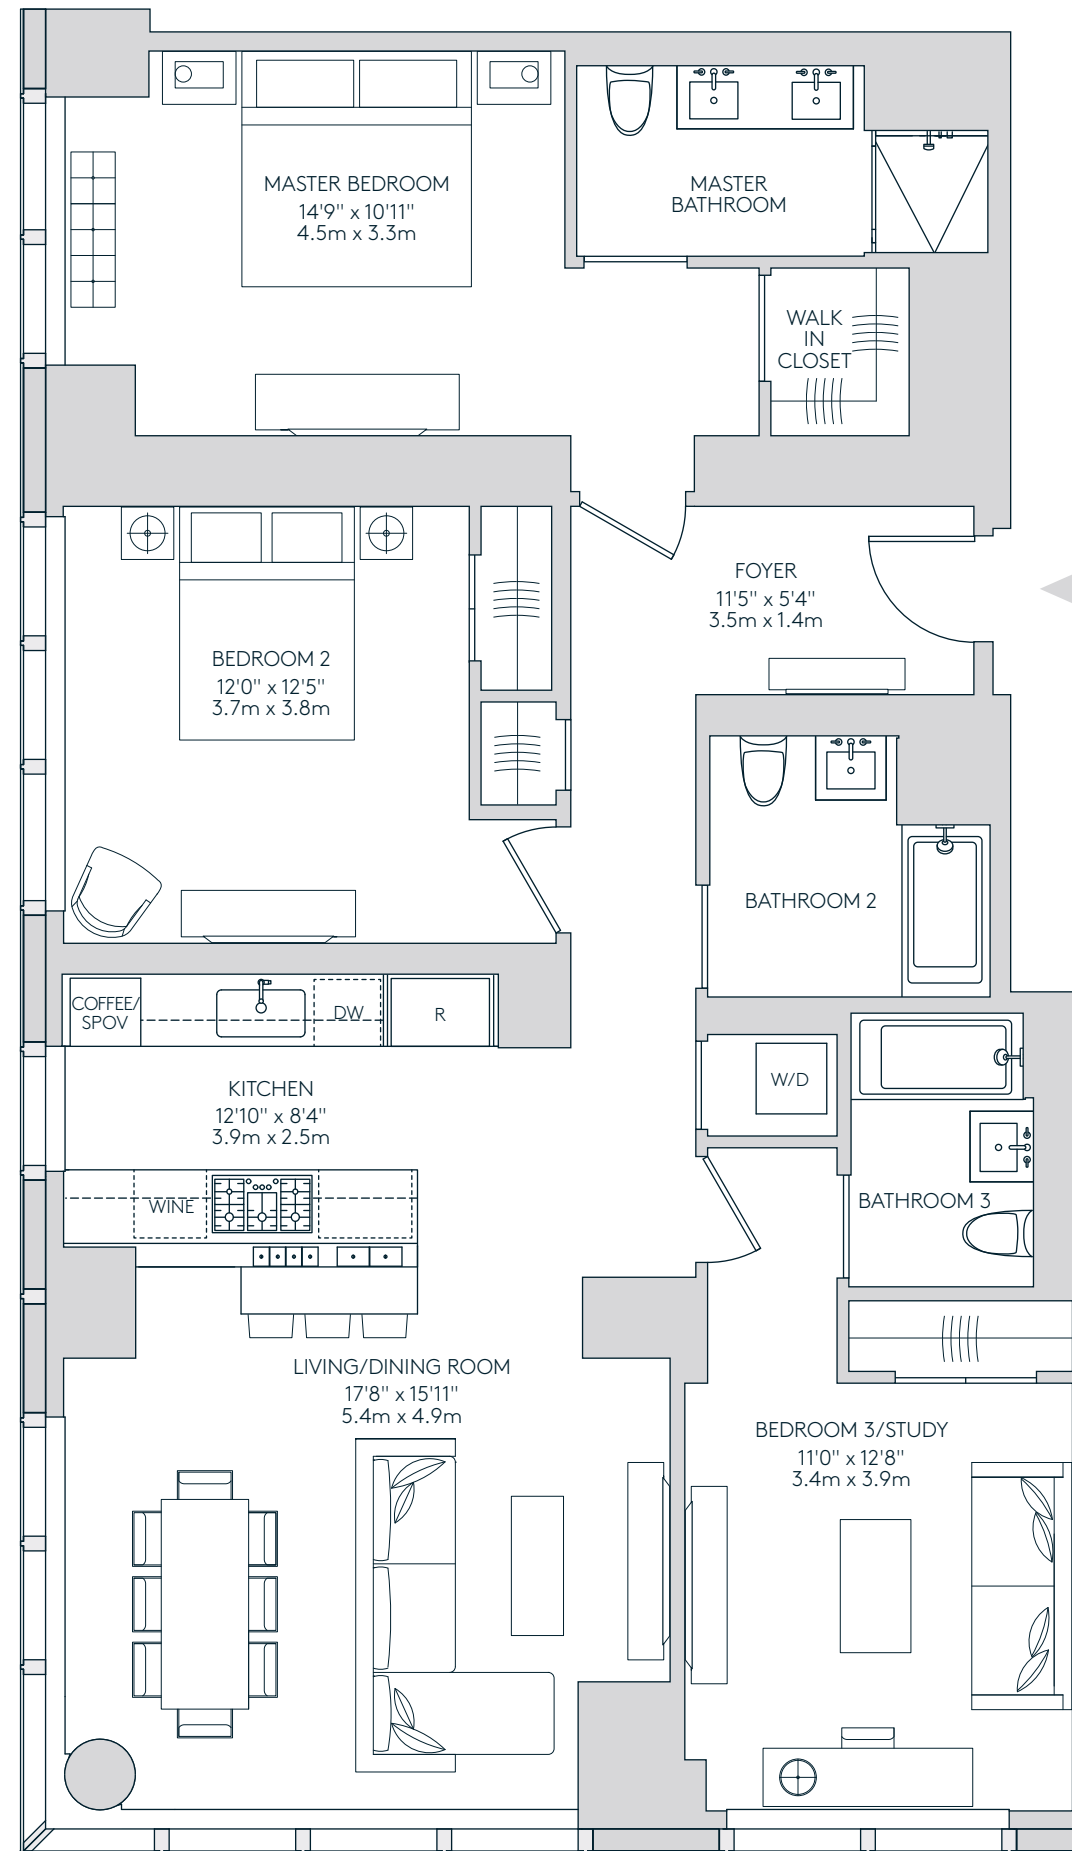 MASTER BEDROOM
14'9" x 10'11"
4.5m x 3.3m
MASTER
BATHROOM
WALK
IN
CLOSET
FOYER
11'5" x 5'4"
3.5m x 1.4m
BEDROOM 2
12'0" x 12'5"
3.7m x 3.8m
BATHROOM 2
COFFEE/
SPOV
DW
R
KITCHEN
12'10" x 8'4"
3.9m x 2.5m
W/D
WINE
BATHROOM 3
LIVING/DINING ROOM
17'8" x 15'11"
5.4m x 4.9m
BEDROOM 3/STUDY
11'0" x 12'8"
3.4m x 3.9m